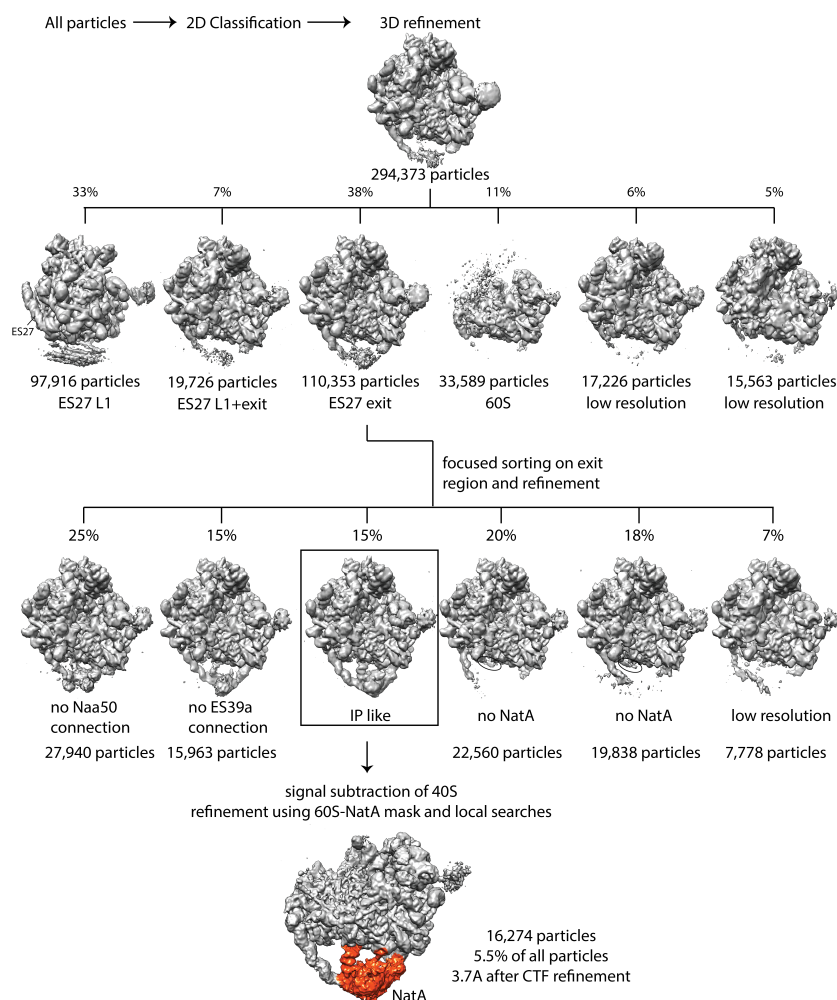 All particles 2D Classification 3D refinement
294,373 particles
33% 7% 38% 11% 6% 5%
ES27
97,916 particles 19,726 particles 110,353 particles 33,589 particles 17,226 particles 15,563 particles
ES27 L1 ES27 L1+exit ES27 exit 60S low resolution low resolution
focused sorting on exit
region and refinement
25% 15% 15% 20% 18% 7%
no Naa50
connection
no ES39a
connection
IP like no NatA no NatA low resolution
27,940 particles 15,963 particles 22,560 particles 19,838 particles 7,778 particles
signal subtraction of 40S
refinement using 60S-NatA mask and local searches
16,274 particles
5.5% of all particles
3.7A after CTF refinement
NatA